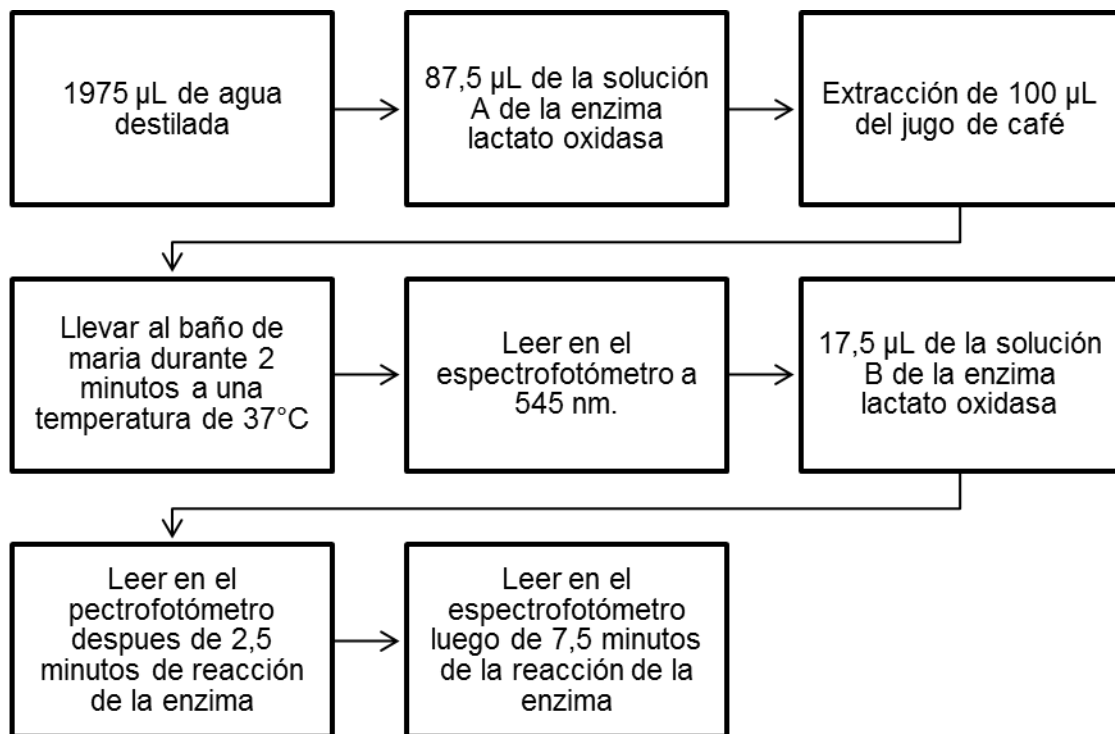 1975 µL de agua
destilada
87,5 µL de la solución
A de la enzima
lactato oxidasa
Extracción de 100 µL
del jugo de café
Llevar al baño de
maria durante 2
minutos a una
temperatura de 37°C
Leer en el
espectrofotómetro a
545 nm.
17,5 µL de la solución
B de la enzima
lactato oxidasa
Leer en el
pectrofotómetro
despues de 2,5
minutos de reacción
de la enzima
Leer en el
espectrofotómetro
luego de 7,5 minutos
de la reacción de la
enzima